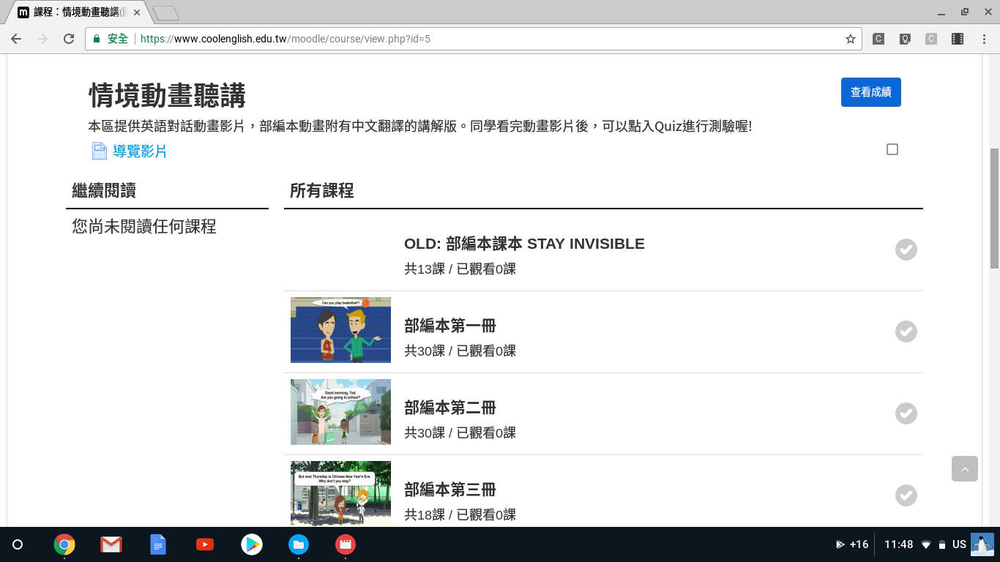 課程：情境動畫聽講
安全
https://www.coolenglish.edu.tw/moodle/course/view.php?id=5
情境動畫聽講
查看成績
本區提供英語對話動畫影片，部編本動畫附有中文翻譯的講解版。同學看完動畫影片後，可以點入Quiz進行測驗喔!
導覽影片
繼續閱讀
所有課程
您尚未閱讀任何課程
OLD: 部編本課本 STAY INVISIBLE
共13課 / 已觀看0課
Can you play basketball?
部編本第一冊
共30課 / 已觀看0課
Good morning, Ted.
Are you going to school?
部編本第二冊
共30課 / 已觀看0課
But next Thursday is Chinese New Year's Eve.
Why don't you stay?
部編本第三冊
共18課 / 已觀看0課
+16
11:48
US